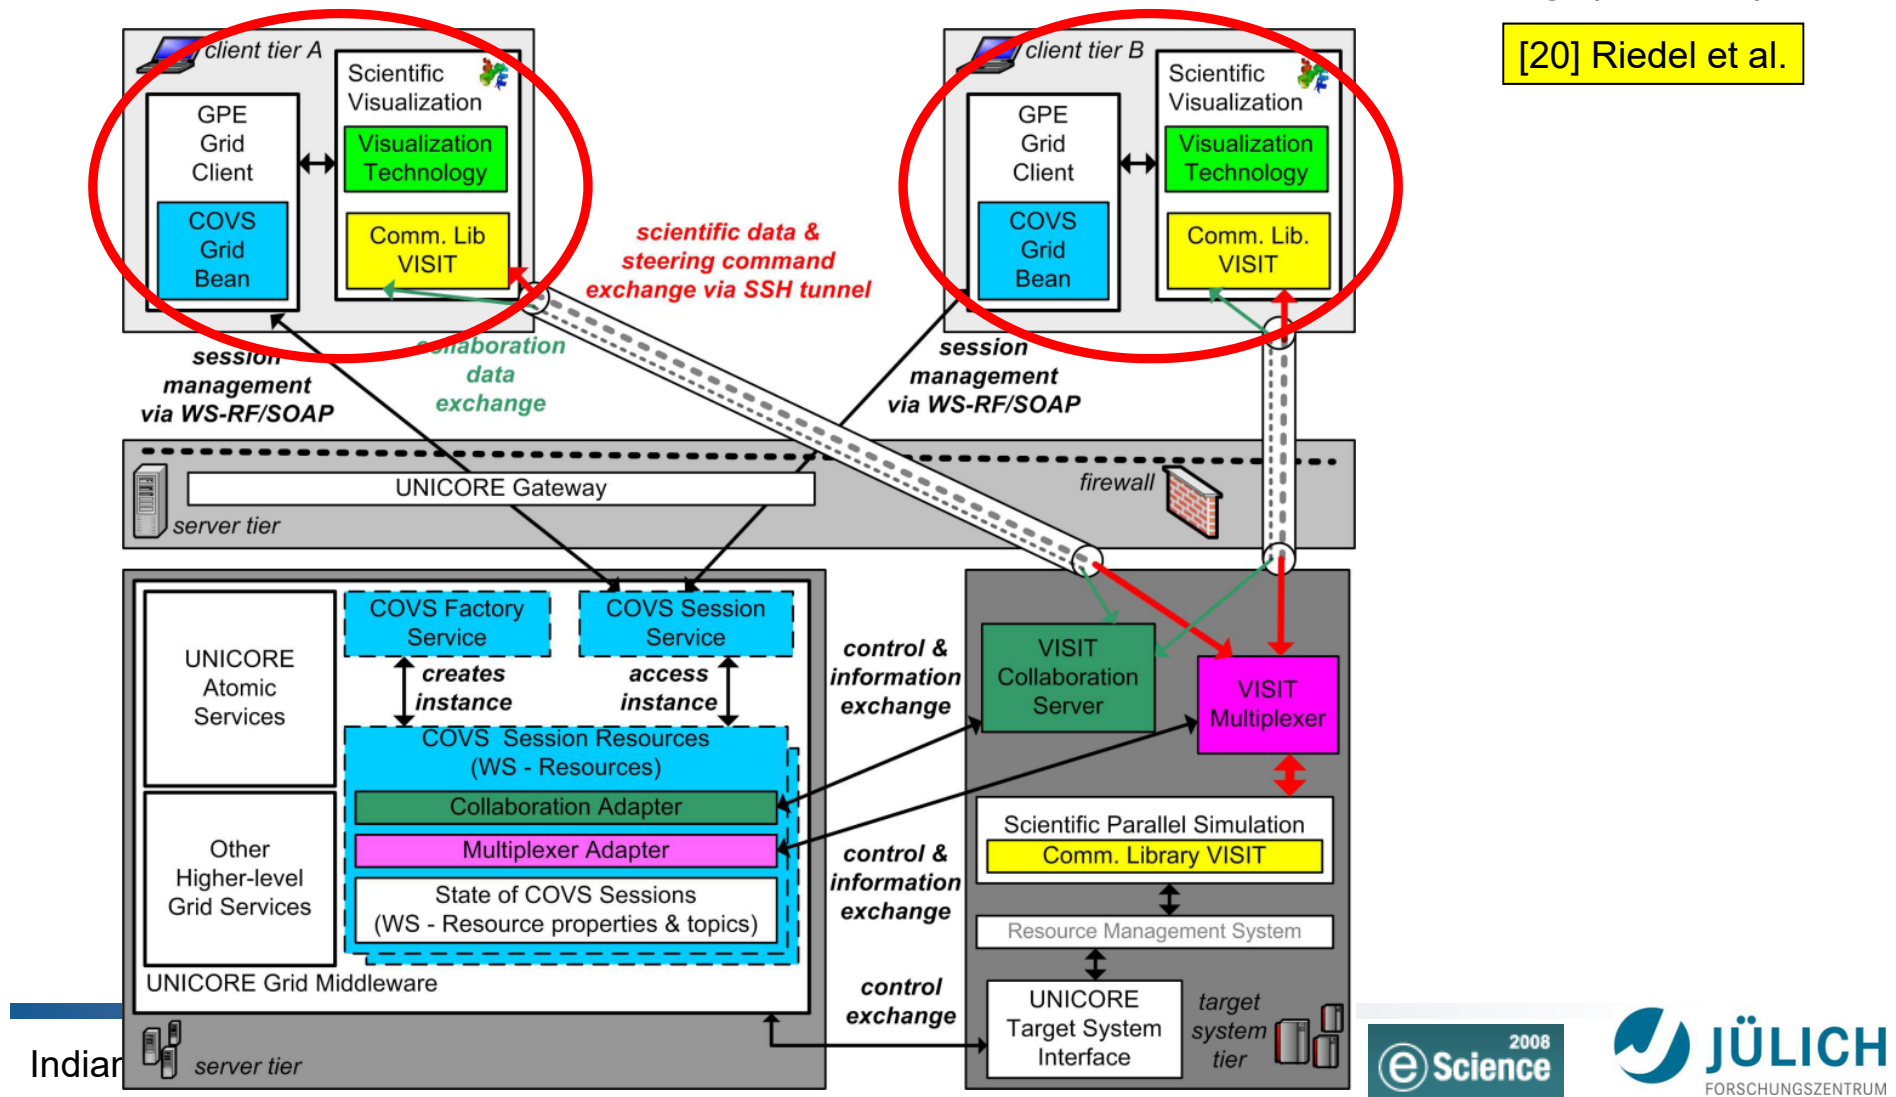 [20] Riedel et al.
client tier A
Scientific
Visualization
GPE
Grid
Client
Visualization
Technology
COVS
Grid
Bean
Comm. Lib
VISIT
client tier B
Scientific
Visualization
GPE
Grid
Client
Visualization
Technology
COVS
Grid
Bean
Comm. Lib.
VISIT
scientific data &
steering command
exchange via SSH tunnel
collaboration
data
exchange
session
management
via WS-RF/SOAP
session
management
via WS-RF/SOAP
UNICORE Gateway
firewall
server tier
UNICORE
Atomic
Services
COVS Factory
Service
COVS Session
Service
creates
instance
access
instance
COVS Session Resources
(WS - Resources)
Collaboration Adapter
Multiplexer Adapter
State of COVS Sessions
(WS - Resource properties & topics)
Other
Higher-level
Grid Services
UNICORE Grid Middleware
server tier
control &
information
exchange
control &
information
exchange
control
exchange
VISIT
Collaboration
Server
VISIT
Multiplexer
Scientific Parallel Simulation
Comm. Library VISIT
Resource Management System
UNICORE
Target System
Interface
target
system
tier
Indian
e Science 2008
JÜLICH
FORSCHUNGSZENTRUM